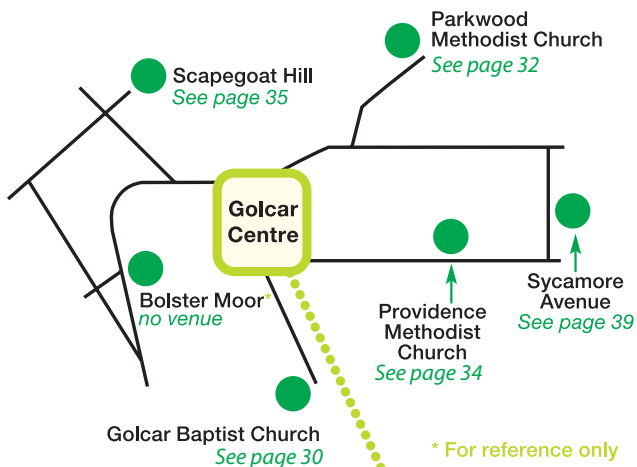 Parkwood
Methodist Church
See page 32
Scapegoat Hill
See page 35
Golcar
Centre
Bolster Moor*
no venue
Providence
Methodist
Church
See page 34
Sycamore
Avenue
See page 39
Golcar Baptist Church
See page 30
* For reference only